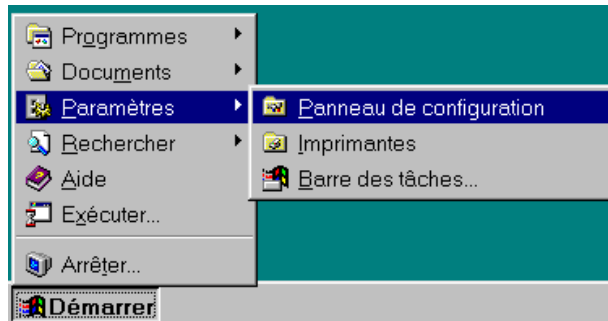 Programmes
Documents
Paramètres
Rechercher
Aide
Exécuter...
Arrêter...
Démarrer
Panneau de configuration
Imprimantes
Barre des tâches...